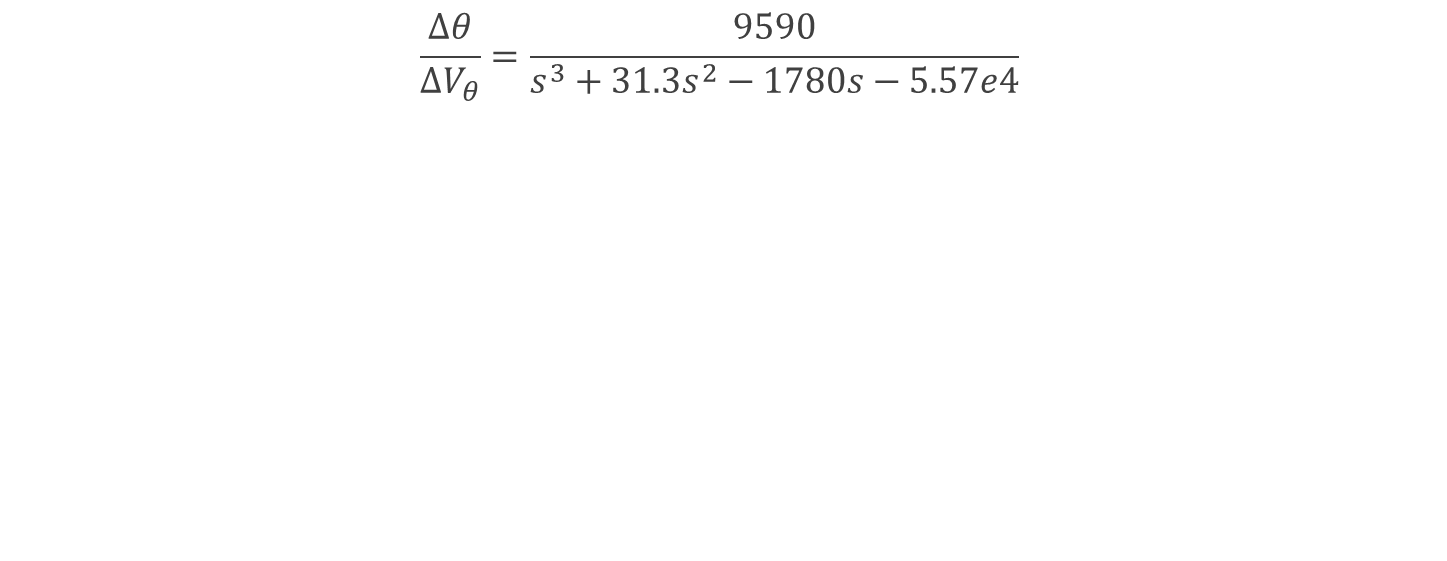 Δθ/ΔV_θ = 9590/(s³ + 31.3s² − 1780s − 5.57e4)